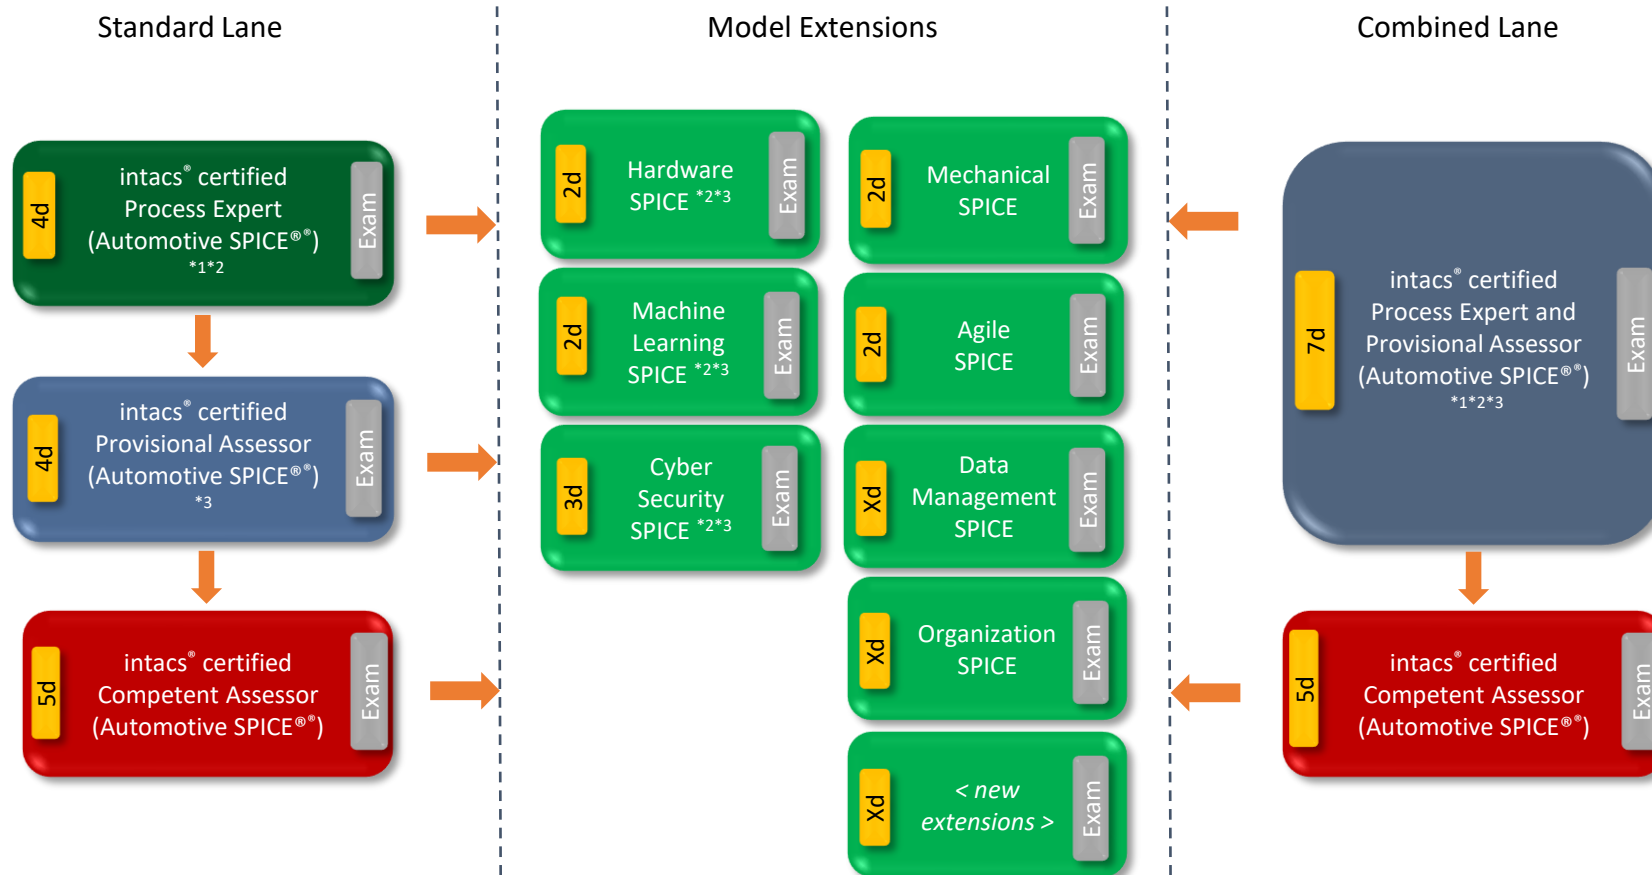 Standard Lane
Model Extensions
Combined Lane
4d
intacs® certified
Process Expert
(Automotive SPICE®®)
*1*2
Exam
4d
intacs® certified
Provisional Assessor
(Automotive SPICE®®)
*3
Exam
5d
intacs® certified
Competent Assessor
(Automotive SPICE®®)
Exam
2d
Hardware
SPICE *2*3
Exam
2d
Mechanical
SPICE
Exam
2d
Machine
Learning
SPICE *2*3
Exam
2d
Agile
SPICE
Exam
3d
Cyber
Security
SPICE *2*3
Exam
Xd
Data
Management
SPICE
Exam
Xd
Organization
SPICE
Exam
Xd
< new
extensions >
Exam
7d
intacs® certified
Process Expert and
Provisional Assessor
(Automotive SPICE®®)
*1*2*3
Exam
5d
intacs® certified
Competent Assessor
(Automotive SPICE®®)
Exam